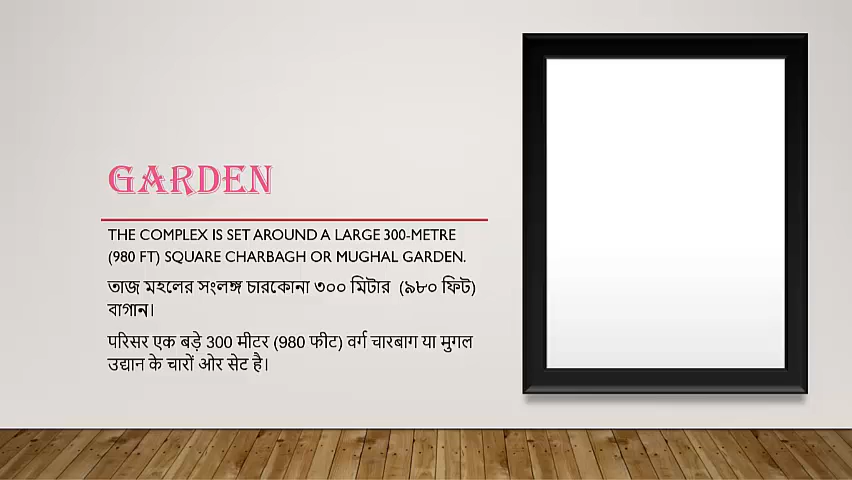 GARDEN
THE COMPLEX IS SET AROUND A LARGE 300-METRE
(980 FT) SQUARE CHARBAGH OR MUGHAL GARDEN.
তাজ মহলের সংলঙ্গ চারকোনা ৩০০ মিটার (৯৮০ ফিট)
বাগান।
परिसर एक बड़े 300 मीटर (980 फीट) वर्ग चारबाग या मुगल
उद्यान के चारों ओर सेट है।